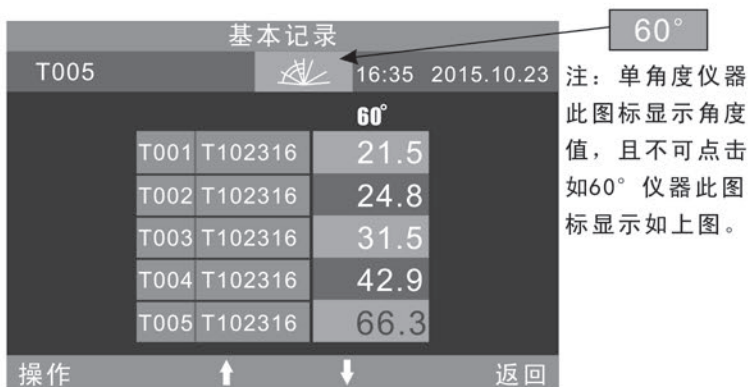 基本记录
T005 16:35 2015.10.23
60°
T001 T102316 21.5
T002 T102316 24.8
T003 T102316 31.5
T004 T102316 42.9
T005 T102316 66.3
操作 返回
60°
注：单角度仪器
此图标显示角度
值，且不可点击
如60°仪器此图
标显示如上图。